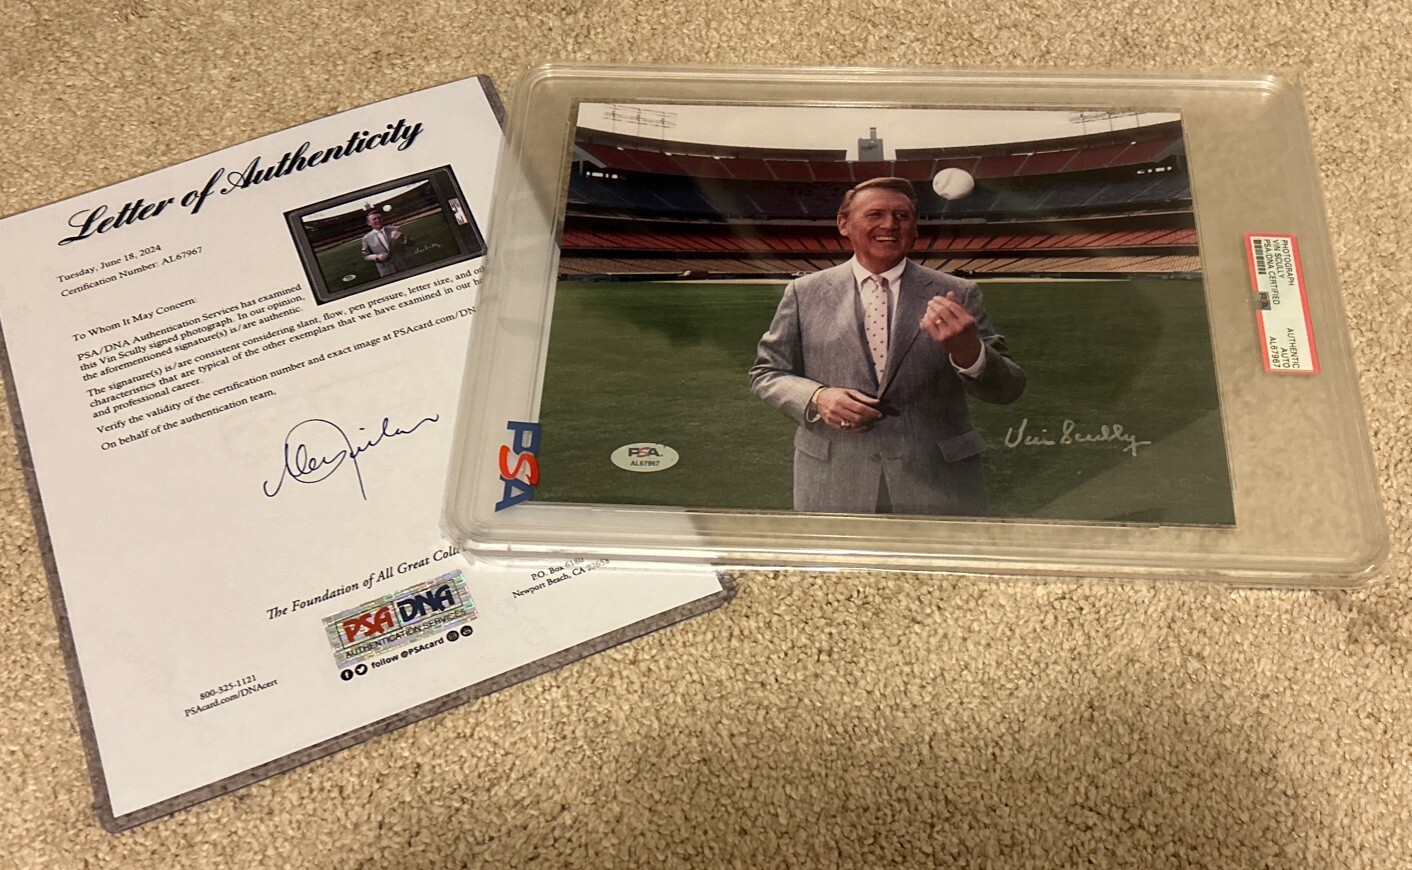 Letter of Authenticity
Tuesday, June 18, 2024
Certification Number: AL67967
To Whom It May Concern:
PSA/DNA Authentication Services has examined
this Vin Scully signed photograph. In our opinion,
the aforementioned signature(s) is/are authentic.
The signature(s) is/are consistent considering slant, flow, pen pressure, letter size, and
characteristics that are typical of the other exemplars that we have examined in our
and professional career.
Verify the validity of the certification number and exact image at PSAcard.com/DN
On behalf of the authentication team,
The Foundation of All Great
PSA DNA
AUTHENTICATION SERVICES
follow @PSAcard
800-325-1121
PSAcard.com/DNAcert
P.O. Box 6180
Newport Beach, CA 92658
PSA
PSA
AL67967
Vin Scully
PHOTOGRAPH
VIN SCULLY
PSA/DNA CERTIFIED
AUTHENTIC
AUTO
AL67967